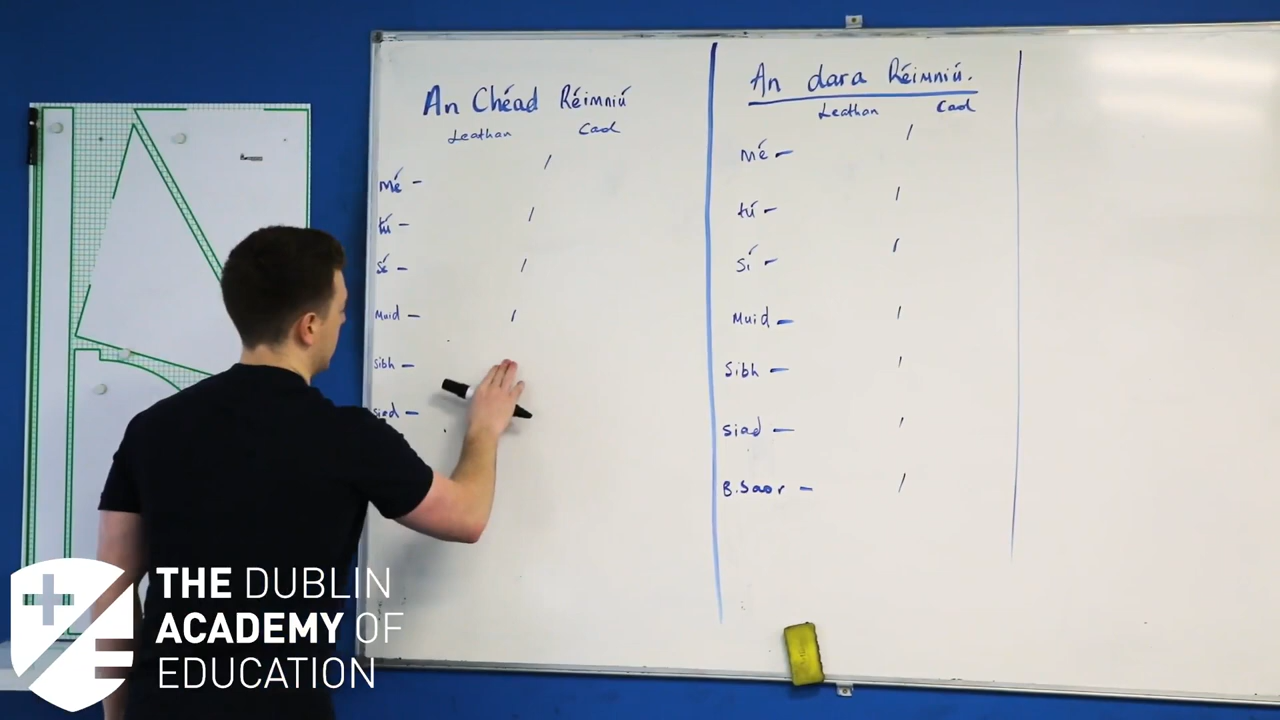 An Chéad Réimniú
Leathan Caol
Mé – /
tú – /
Sé – /
Muid – /
Sibh –
Siad –
An dara Réimniú.
Leathan Caol
Mé – /
tú – /
Sí – /
Muid – /
Sibh – /
Siad – /
B.Saor – /
THE DUBLIN
ACADEMY OF
EDUCATION